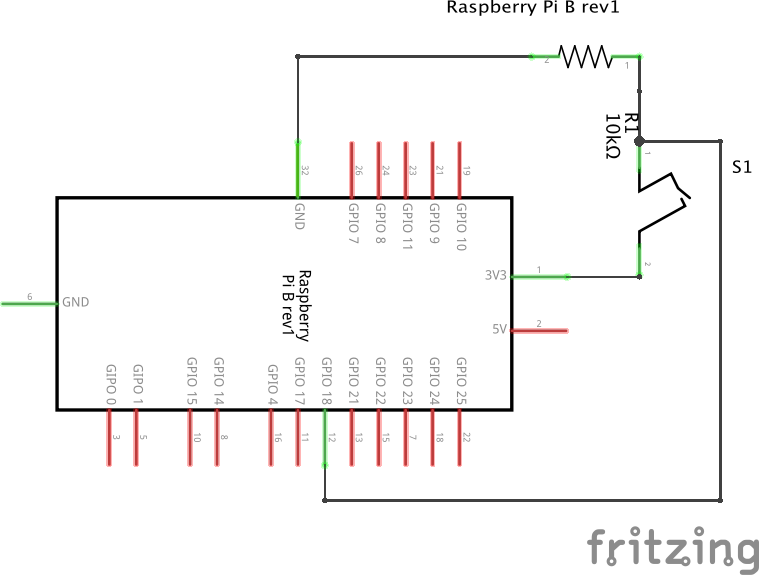 Raspberry Pi B rev1
2
1
R1
10kΩ
1
S1
2
32
26
24
23
21
19
GND
GPIO 7
GPIO 8
GPIO 11
GPIO 9
GPIO 10
3V3
1
5V
2
6
GND
Raspberry
Pi B rev1
GIPO 0
GIPO 1
GPIO 15
GPIO 14
GPIO 4
GPIO 17
GPIO 18
GPIO 21
GPIO 22
GPIO 23
GPIO 24
GPIO 25
3
5
10
8
16
11
12
13
15
7
18
22
fritzing